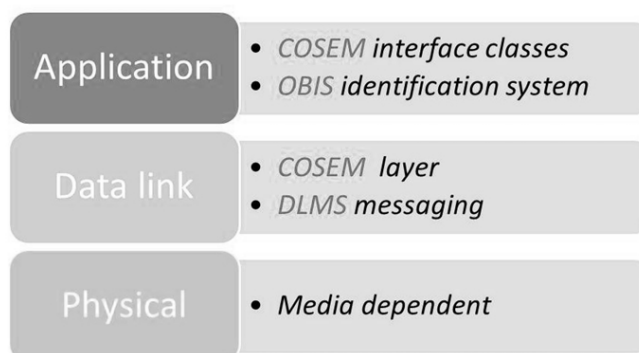 Application
• COSEM interface classes
• OBIS identification system
Data link
• COSEM layer
• DLMS messaging
Physical
• Media dependent